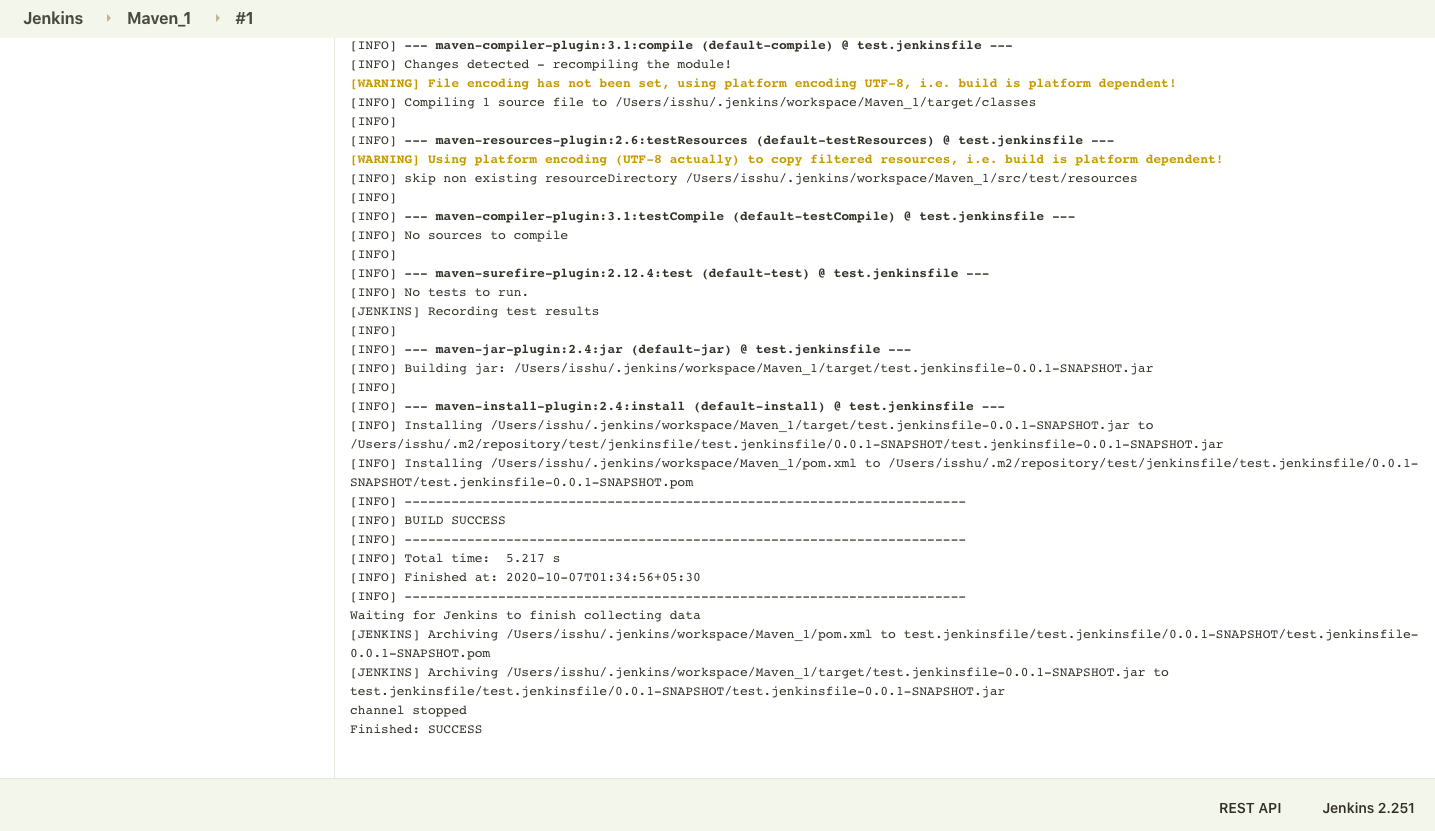 Jenkins Maven_1 #1
[INFO] --- maven-compiler-plugin:3.1:compile (default-compile) @ test.jenkinsfile ---
[INFO] Changes detected - recompiling the module!
[WARNING] File encoding has not been set, using platform encoding UTF-8, i.e. build is platform dependent!
[INFO] Compiling 1 source file to /Users/isshu/.jenkins/workspace/Maven_1/target/classes
[INFO]
[INFO] --- maven-resources-plugin:2.6:testResources (default-testResources) @ test.jenkinsfile ---
[WARNING] Using platform encoding (UTF-8 actually) to copy filtered resources, i.e. build is platform dependent!
[INFO] skip non existing resourceDirectory /Users/isshu/.jenkins/workspace/Maven_1/src/test/resources
[INFO]
[INFO] --- maven-compiler-plugin:3.1:testCompile (default-testCompile) @ test.jenkinsfile ---
[INFO] No sources to compile
[INFO]
[INFO] --- maven-surefire-plugin:2.12.4:test (default-test) @ test.jenkinsfile ---
[INFO] No tests to run.
[JENKINS] Recording test results
[INFO]
[INFO] --- maven-jar-plugin:2.4:jar (default-jar) @ test.jenkinsfile ---
[INFO] Building jar: /Users/isshu/.jenkins/workspace/Maven_1/target/test.jenkinsfile-0.0.1-SNAPSHOT.jar
[INFO]
[INFO] --- maven-install-plugin:2.4:install (default-install) @ test.jenkinsfile ---
[INFO] Installing /Users/isshu/.jenkins/workspace/Maven_1/target/test.jenkinsfile-0.0.1-SNAPSHOT.jar to
/Users/isshu/.m2/repository/test/jenkinsfile/test.jenkinsfile/0.0.1-SNAPSHOT/test.jenkinsfile-0.0.1-SNAPSHOT.jar
[INFO] Installing /Users/isshu/.jenkins/workspace/Maven_1/pom.xml to /Users/isshu/.m2/repository/test/jenkinsfile/test.jenkinsfile/0.0.1-
SNAPSHOT/test.jenkinsfile-0.0.1-SNAPSHOT.pom
[INFO] ------------------------------------------------------------------------
[INFO] BUILD SUCCESS
[INFO] ------------------------------------------------------------------------
[INFO] Total time:  5.217 s
[INFO] Finished at: 2020-10-07T01:34:56+05:30
[INFO] ------------------------------------------------------------------------
Waiting for Jenkins to finish collecting data
[JENKINS] Archiving /Users/isshu/.jenkins/workspace/Maven_1/pom.xml to test.jenkinsfile/test.jenkinsfile/0.0.1-SNAPSHOT/test.jenkinsfile-
0.0.1-SNAPSHOT.pom
[JENKINS] Archiving /Users/isshu/.jenkins/workspace/Maven_1/target/test.jenkinsfile-0.0.1-SNAPSHOT.jar to
test.jenkinsfile/test.jenkinsfile/0.0.1-SNAPSHOT/test.jenkinsfile-0.0.1-SNAPSHOT.jar
channel stopped
Finished: SUCCESS
REST API Jenkins 2.251